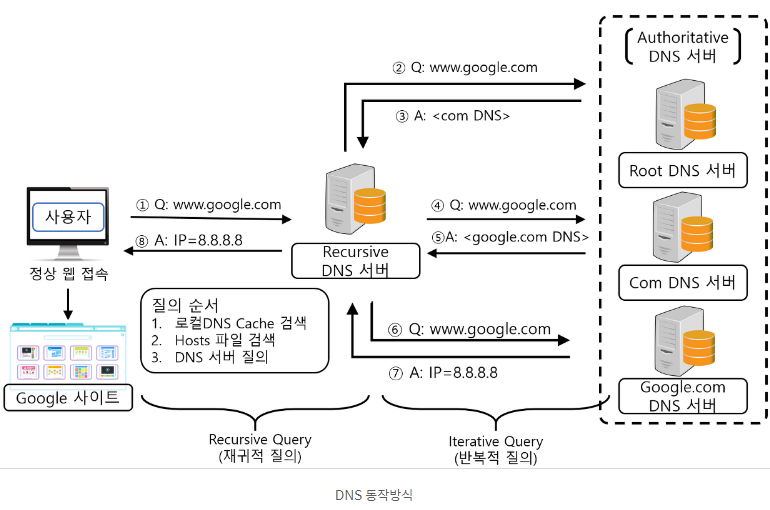 Authoritative
DNS 서버
② Q: www.google.com
③ A: <com DNS>
Root DNS 서버
사용자
① Q: www.google.com
⑧ A: IP=8.8.8.8
정상 웹 접속
Recursive
DNS 서버
④ Q: www.google.com
⑤A: <google.com DNS>
Com DNS 서버
질의 순서
1. 로컬DNS Cache 검색
2. Hosts 파일 검색
3. DNS 서버 질의
⑥ Q: www.google.com
⑦ A: IP=8.8.8.8
Google 사이트
Google.com
DNS 서버
Recursive Query
(재귀적 질의)
Iterative Query
(반복적 질의)
DNS 동작방식